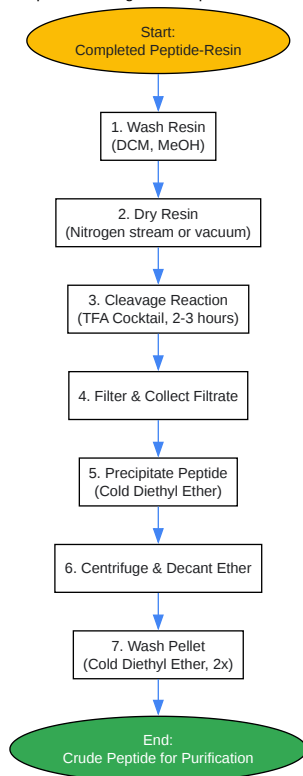 Start:
Completed Peptide-Resin
1. Wash Resin
(DCM, MeOH)
2. Dry Resin
(Nitrogen stream or vacuum)
3. Cleavage Reaction
(TFA Cocktail, 2-3 hours)
4. Filter & Collect Filtrate
5. Precipitate Peptide
(Cold Diethyl Ether)
6. Centrifuge & Decant Ether
7. Wash Pellet
(Cold Diethyl Ether, 2x)
End:
Crude Peptide for Purification